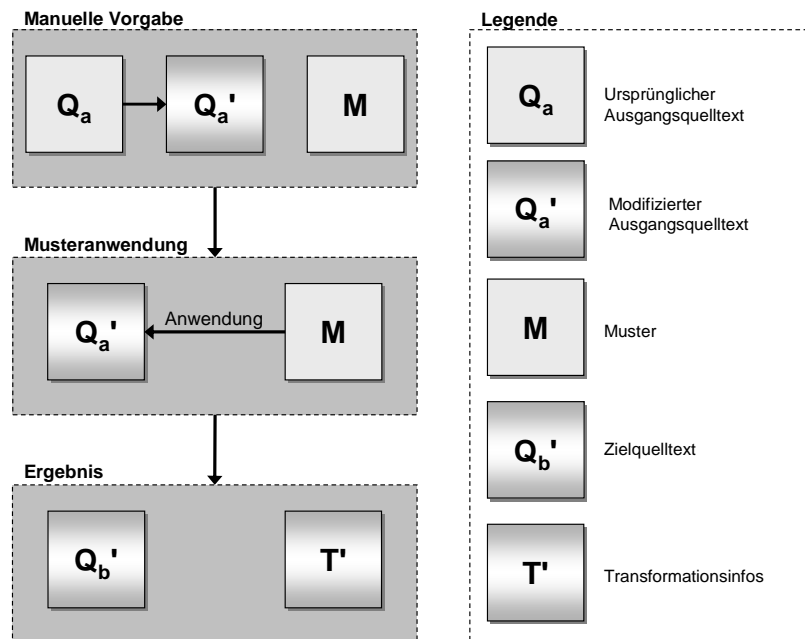 Manuelle Vorgabe
Qa
Qa'
M
Musteranwendung
Qa'
Anwendung
M
Ergebnis
Qb'
T'
Legende
Qa
Ursprünglicher
Ausgangsquelltext
Qa'
Modifizierter
Ausgangsquelltext
M
Muster
Qb'
Zielquelltext
T'
Transformationsinfos